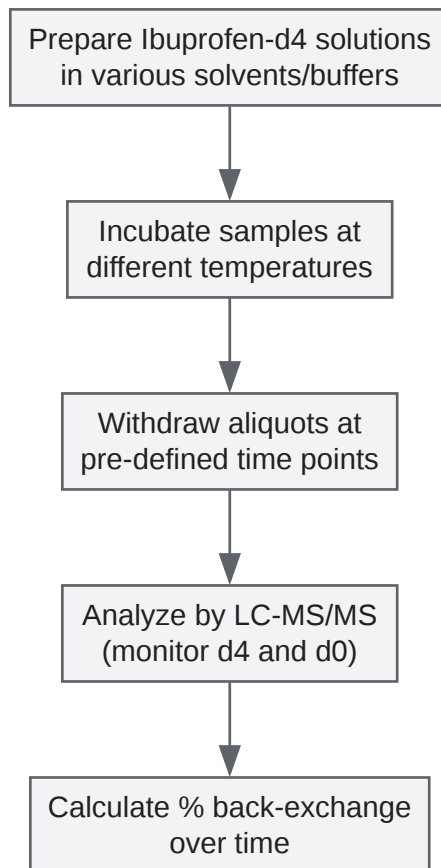 Prepare Ibuprofen-d4 solutions
in various solvents/buffers
Incubate samples at
different temperatures
Withdraw aliquots at
pre-defined time points
Analyze by LC-MS/MS
(monitor d4 and d0)
Calculate % back-exchange
over time